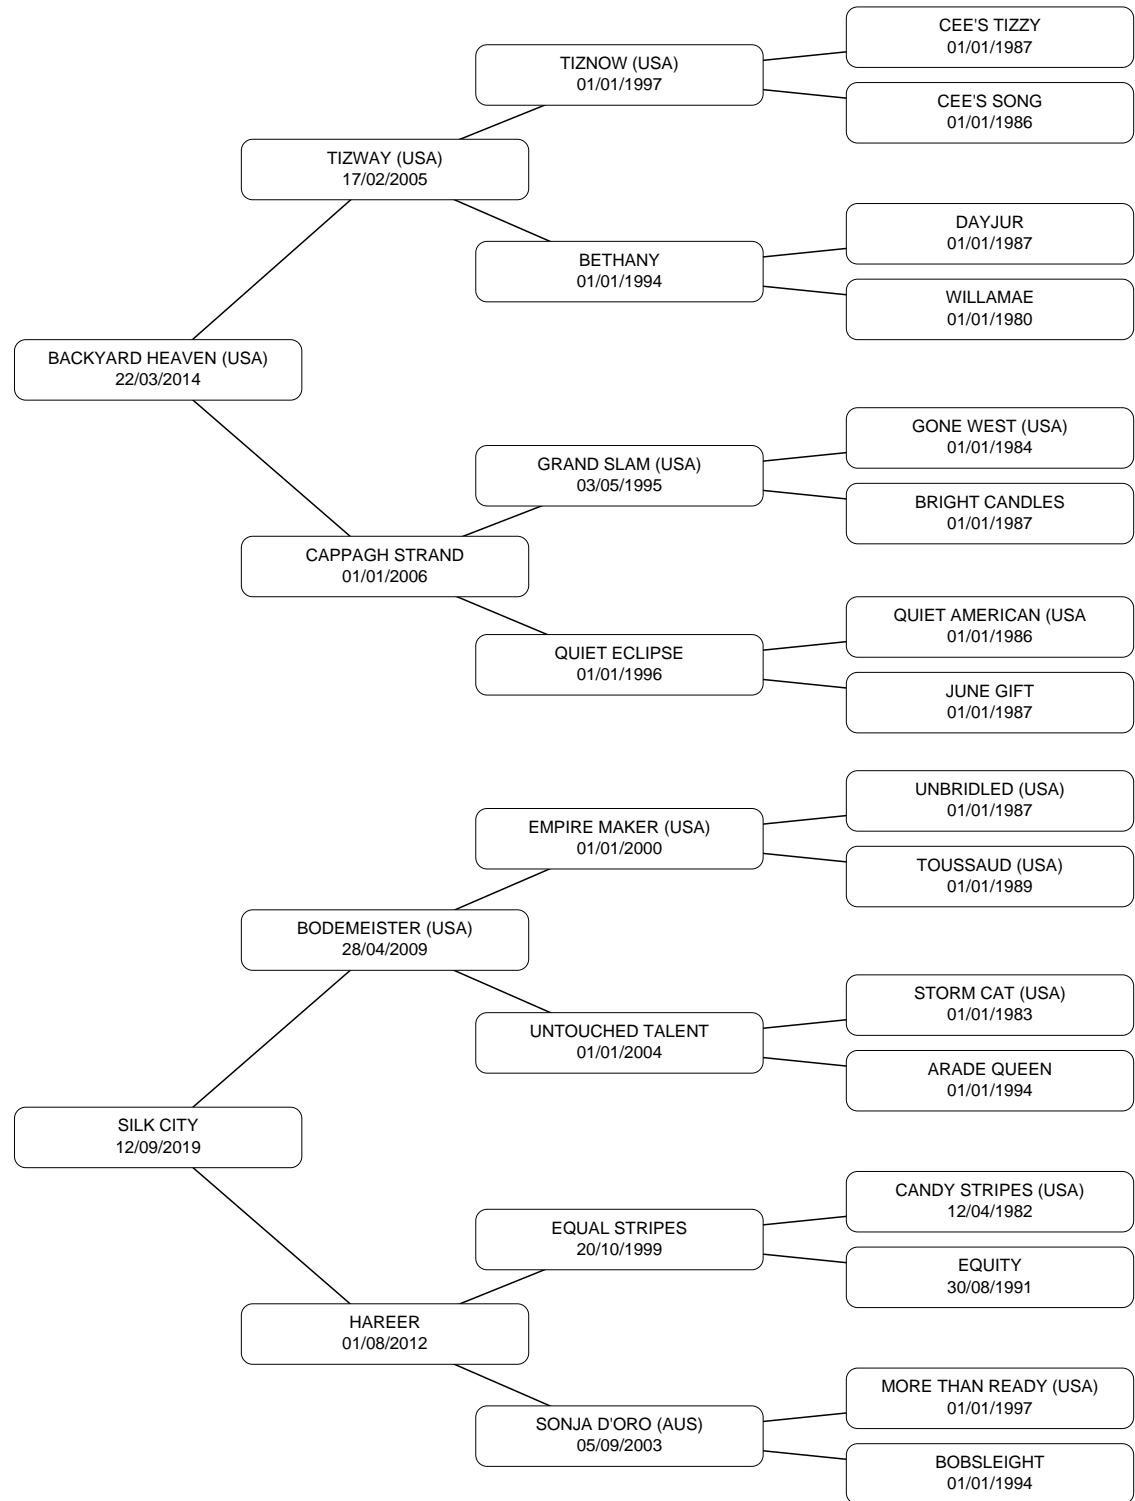 CEE'S TIZZY
01/01/1987
TIZNOW (USA)
01/01/1997
CEE'S SONG
01/01/1986
TIZWAY (USA)
17/02/2005
DAYJUR
01/01/1987
BETHANY
01/01/1994
WILLAMAE
01/01/1980
BACKYARD HEAVEN (USA)
22/03/2014
GONE WEST (USA)
01/01/1984
GRAND SLAM (USA)
03/05/1995
BRIGHT CANDLES
01/01/1987
CAPPAGH STRAND
01/01/2006
QUIET AMERICAN (USA
01/01/1986
QUIET ECLIPSE
01/01/1996
JUNE GIFT
01/01/1987
UNBRIDLED (USA)
01/01/1987
EMPIRE MAKER (USA)
01/01/2000
TOUSSAUD (USA)
01/01/1989
BODEMEISTER (USA)
28/04/2009
STORM CAT (USA)
01/01/1983
UNTOUCHED TALENT
01/01/2004
ARADE QUEEN
01/01/1994
SILK CITY
12/09/2019
CANDY STRIPES (USA)
12/04/1982
EQUAL STRIPES
20/10/1999
EQUITY
30/08/1991
HAREER
01/08/2012
MORE THAN READY (USA)
01/01/1997
SONJA D'ORO (AUS)
05/09/2003
BOBSLEIGHT
01/01/1994